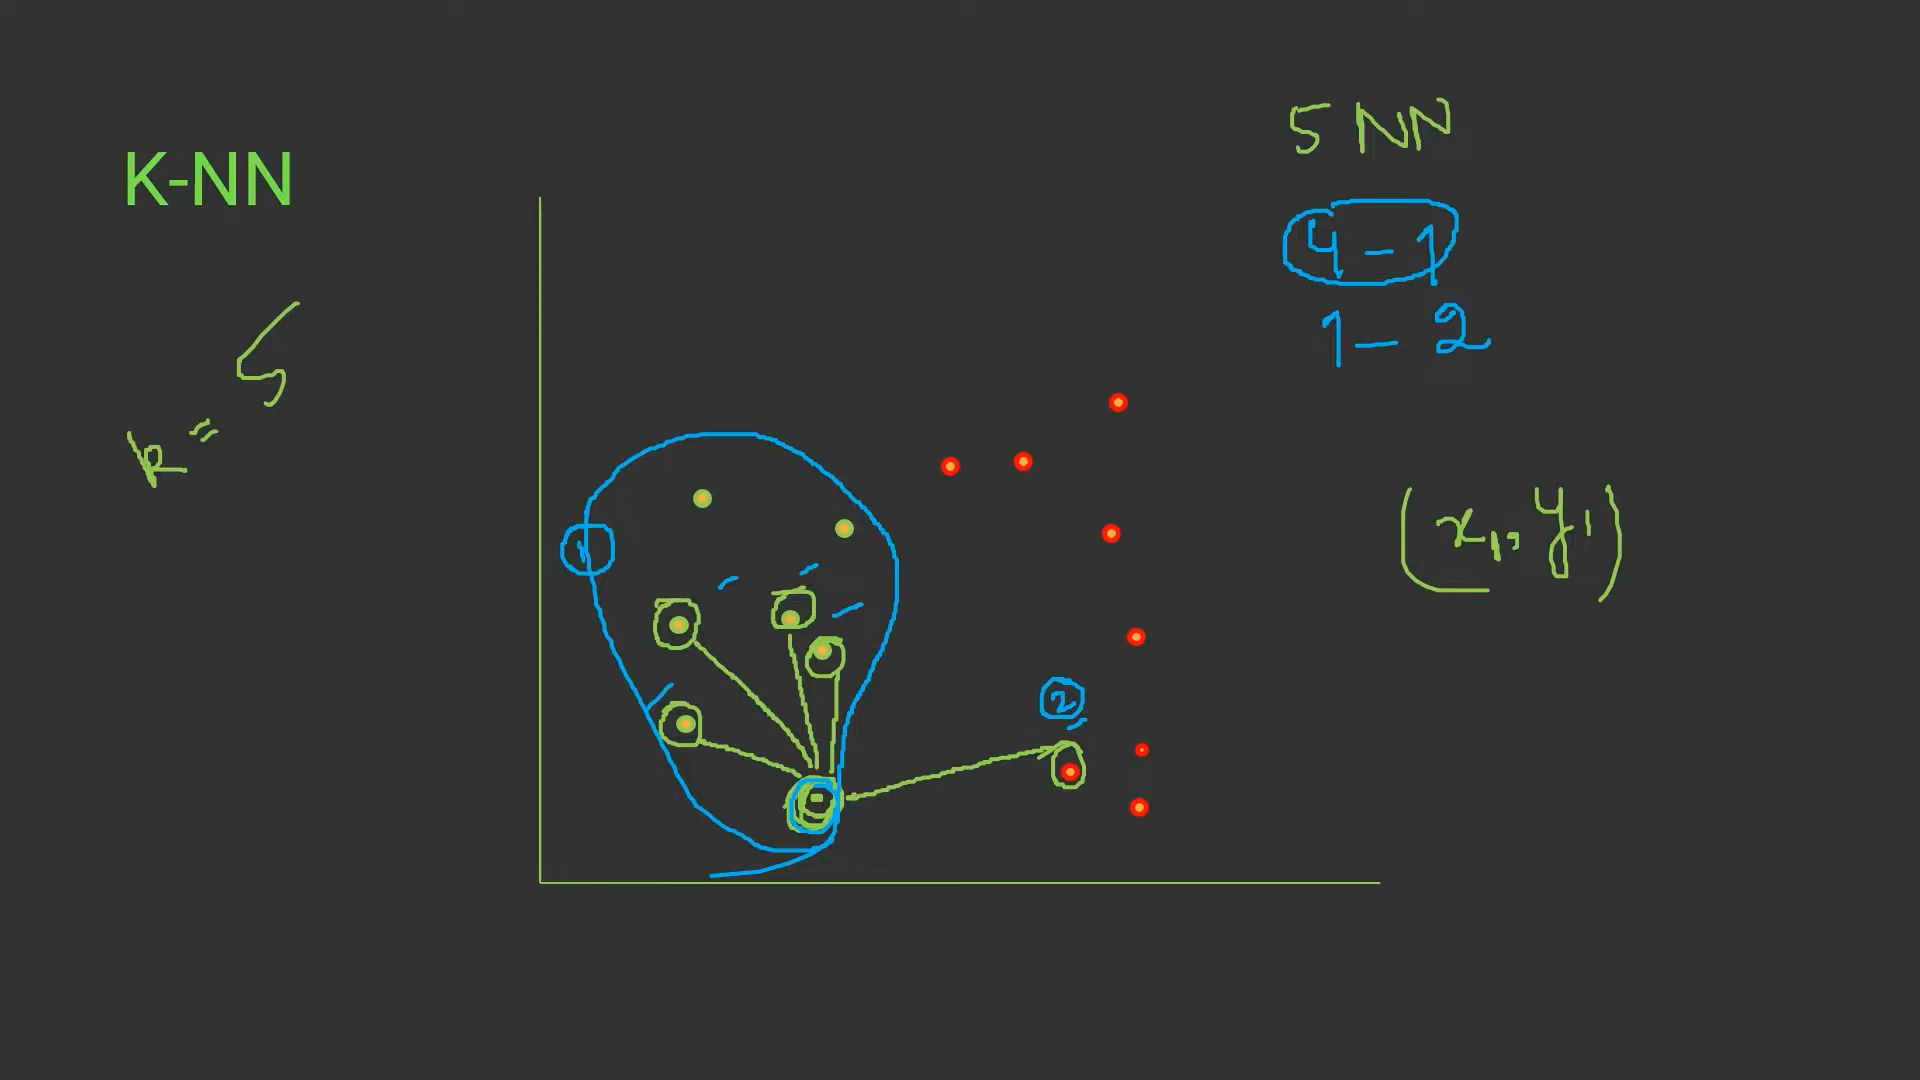 K-NN
5 NN
4 - 1
1 - 2
k = 5
(x₁, y₁)
1
2